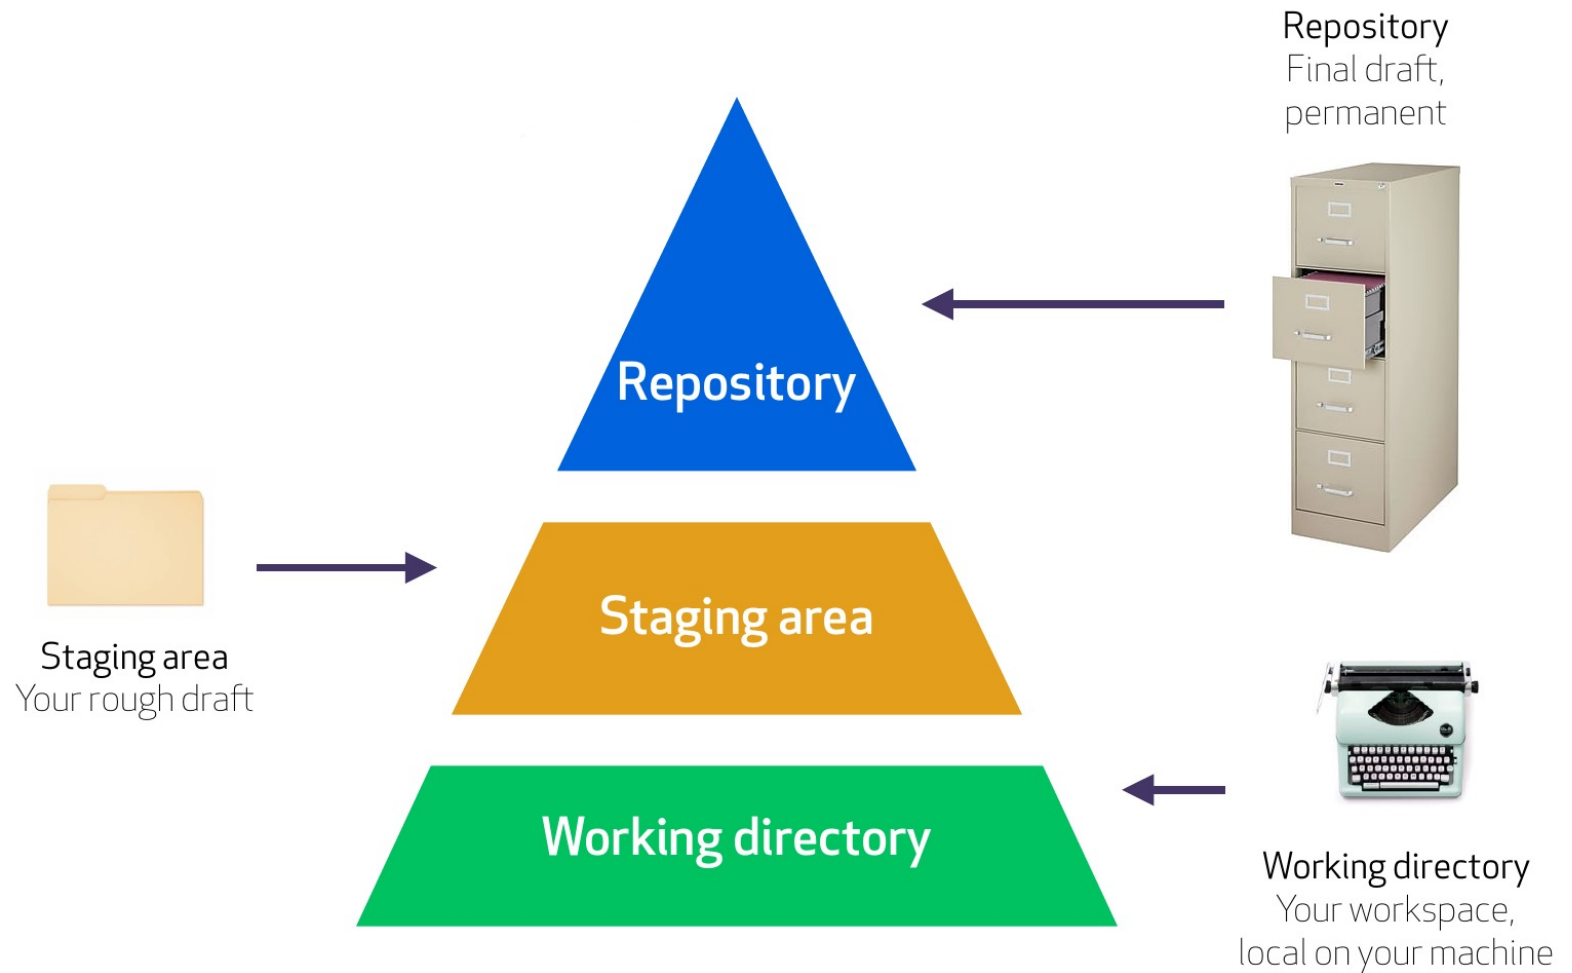 Repository
Final draft,
permanent
Repository
Staging area
Staging area
Your rough draft
Working directory
Working directory
Your workspace,
local on your machine